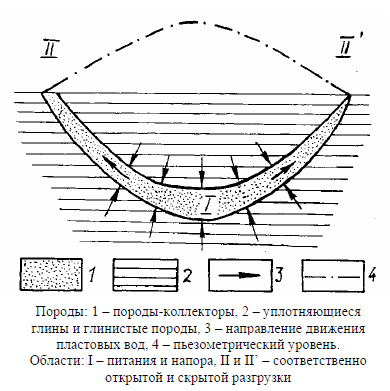 II II’
I
1 2 3 4
Породы: 1 – породы-коллекторы, 2 – уплотняющиеся
глины и глинистые породы, 3 – направление движения
пластовых вод, 4 – пьезометрический уровень.
Области: I – питания и напора, II и II’ – соответственно
открытой и скрытой разгрузки